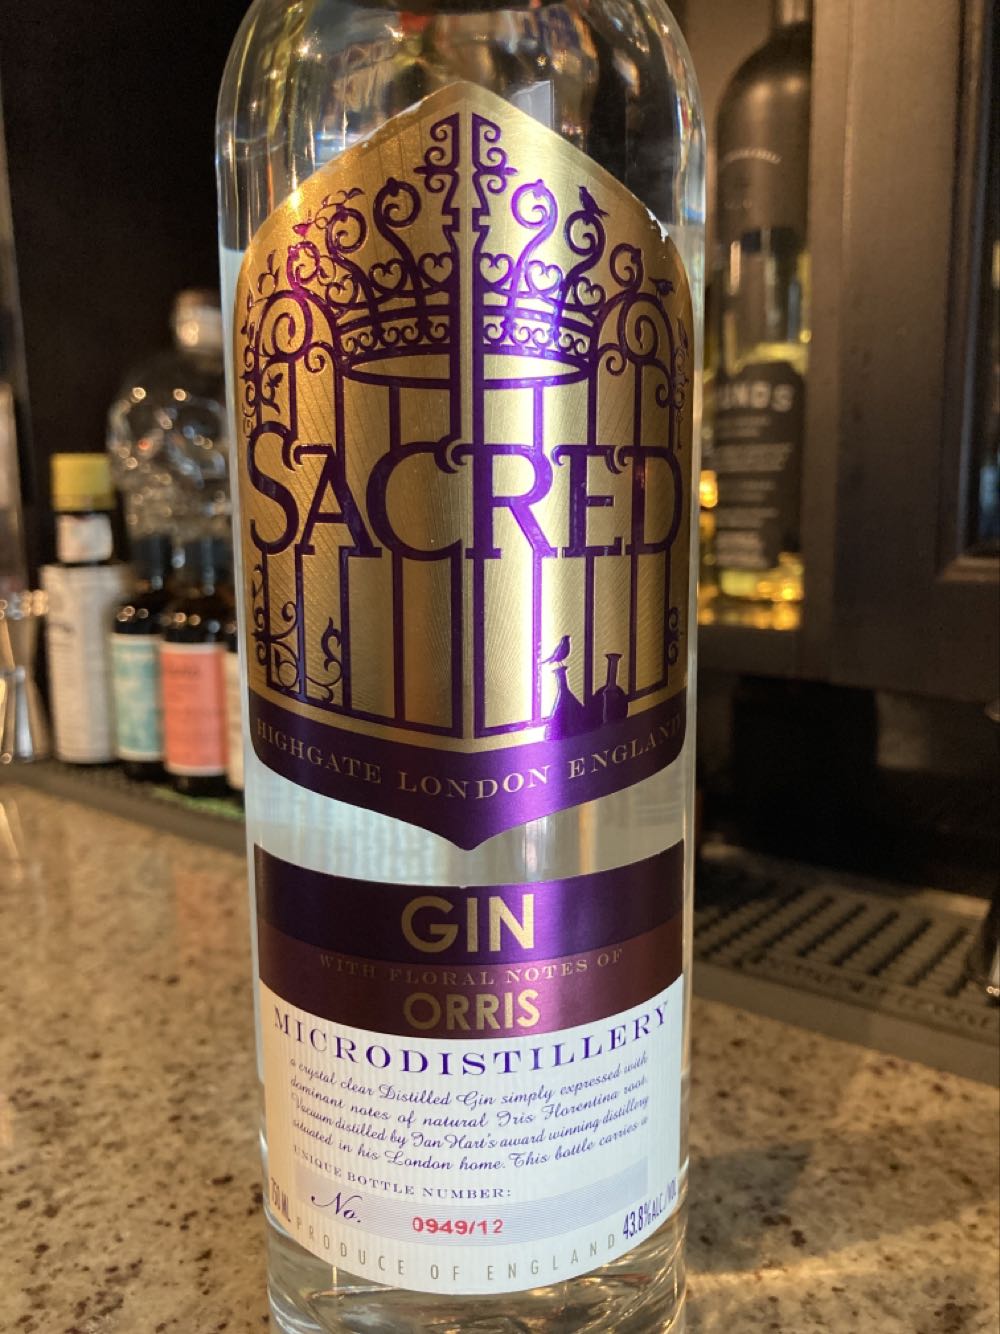 SACRED
HIGHGATE LONDON ENGLAND
GIN
WITH FLORAL NOTES OF
ORRIS
MICRODISTILLERY
a crystal clear Distilled Gin simply expressed with
dominant notes of natural Iris Florentina root.
Vacuum distilled by Ian Hart's award winning distillery
situated in his London home. This bottle carries a
UNIQUE BOTTLE NUMBER:
No. 0949/12
750ML
43.8%ALC/VOL
PRODUCE OF ENGLAND